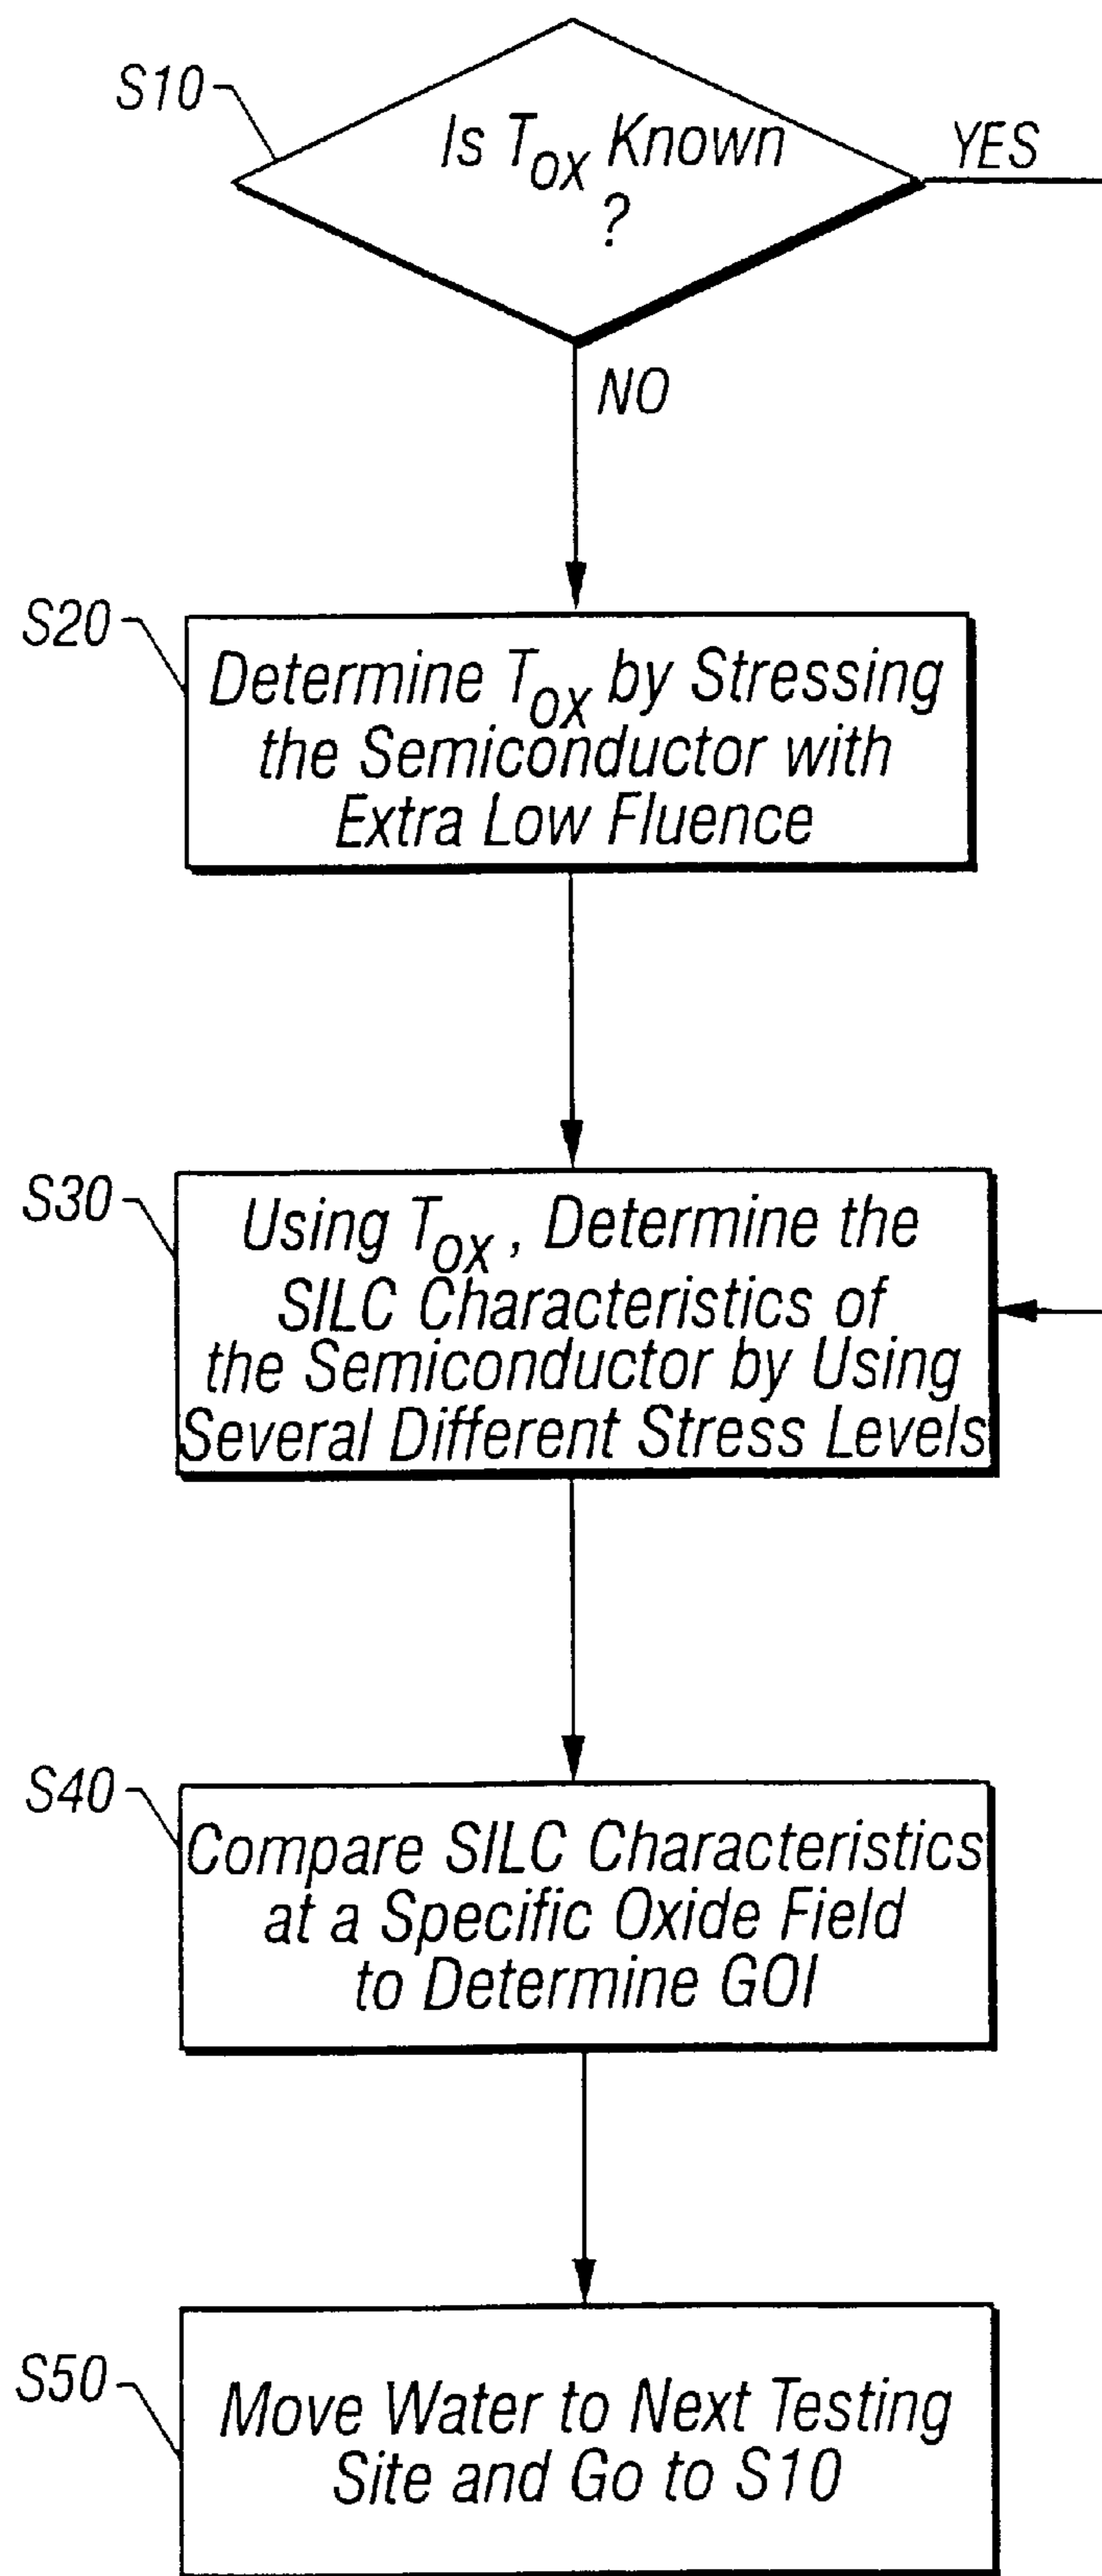 S10
Is TOX Known
?
YES
NO
S20
Determine TOX by Stressing
the Semiconductor with
Extra Low Fluence
S30
Using TOX, Determine the
SILC Characteristics of
the Semiconductor by Using
Several Different Stress Levels
S40
Compare SILC Characteristics
at a Specific Oxide Field
to Determine GOI
S50
Move Water to Next Testing
Site and Go to S10